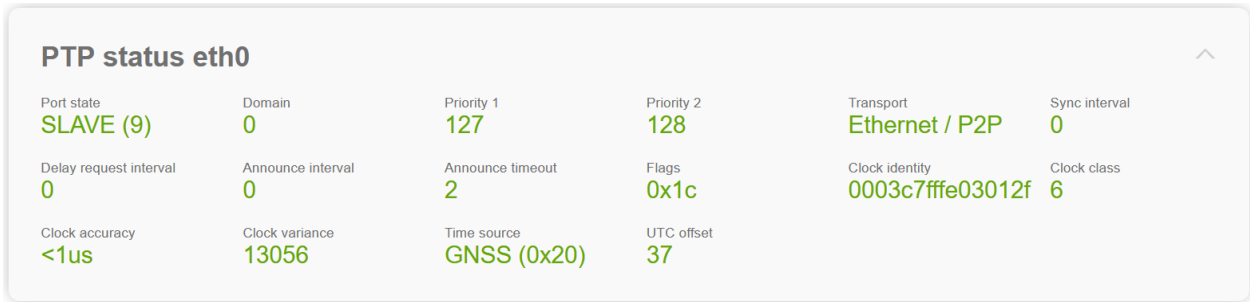 PTP status eth0
Port state Domain Priority 1 Priority 2 Transport Sync interval
SLAVE (9) 0 127 128 Ethernet / P2P 0
Delay request interval Announce interval Announce timeout Flags Clock identity Clock class
0 0 2 0x1c 0003c7fffe03012f 6
Clock accuracy Clock variance Time source UTC offset
<1us 13056 GNSS (0x20) 37